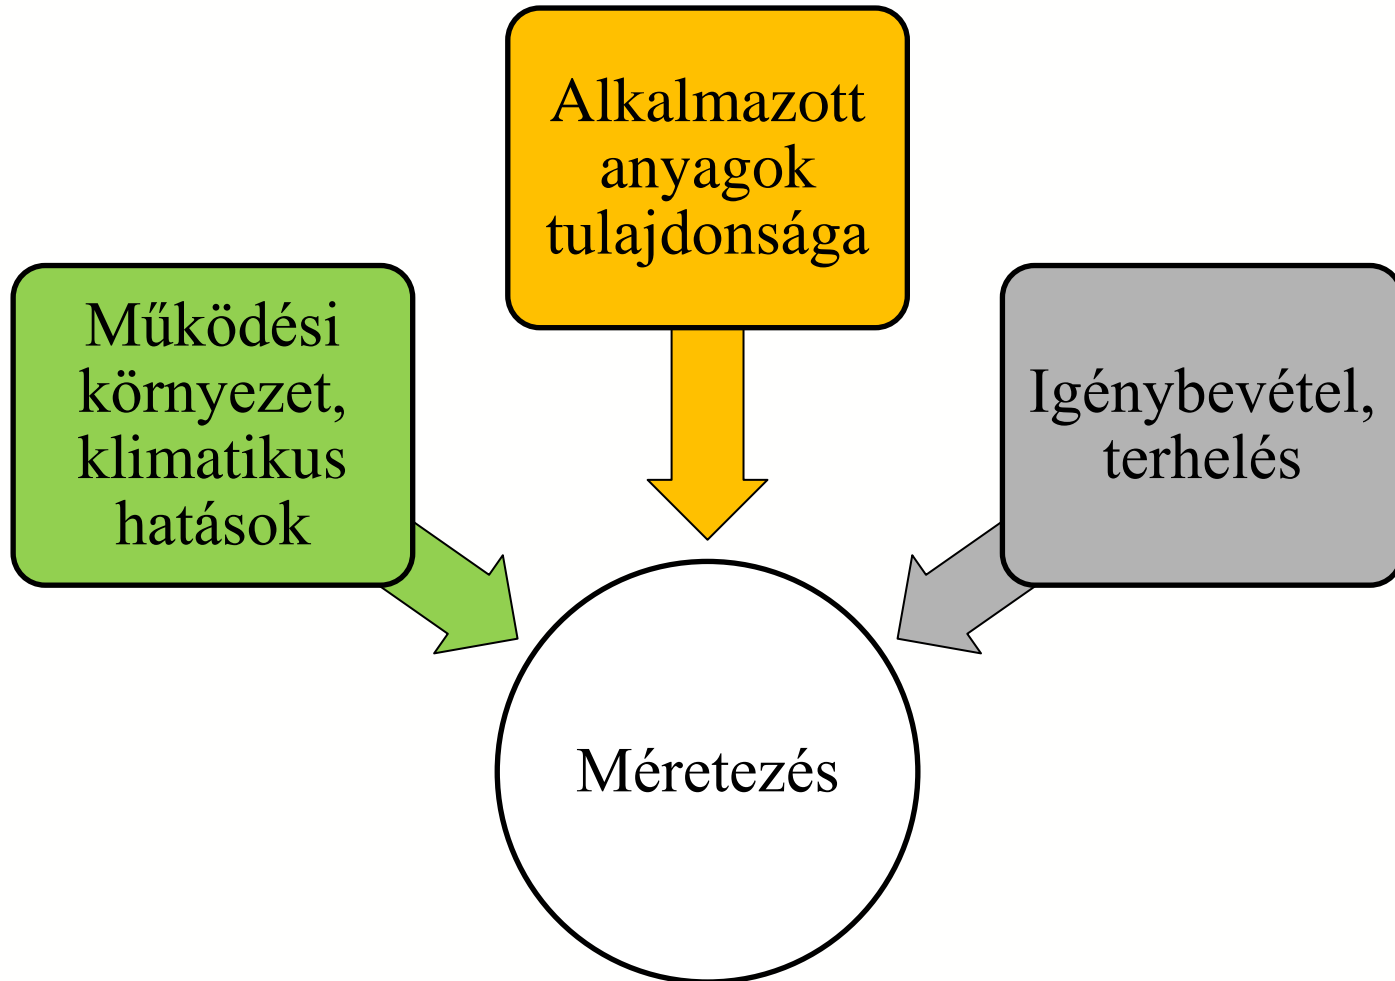 Alkalmazott
anyagok
tulajdonsága
Működési
környezet,
klimatikus
hatások
Igénybevétel,
terhelés
Méretezés